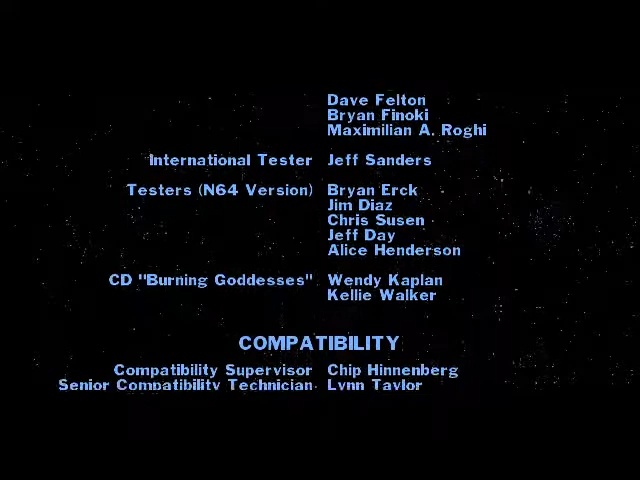 Dave Felton
Bryan Finoki
Maximilian A. Roghi
International Tester Jeff Sanders
Testers (N64 Version) Bryan Erck
Jim Diaz
Chris Susen
Jeff Day
Alice Henderson
CD "Burning Goddesses" Wendy Kaplan
Kellie Walker
COMPATIBILITY
Compatibility Supervisor Chip Hinnenberg
Senior Compatibility Technician Lynn Taylor